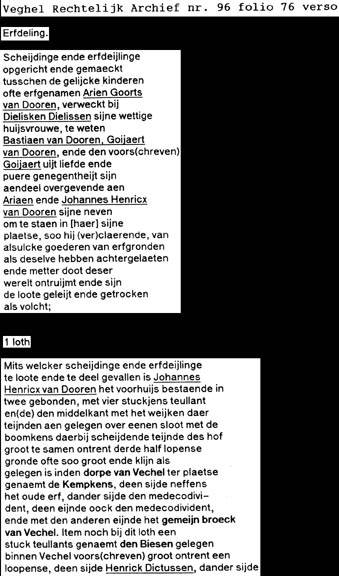 Veghel Rechtelijk Archief nr. 96 folio 76 verso
Erfdeling.
Scheijdinge ende erfdeijlinge
opgericht ende gemaeckt
tusschen de gelijcke kinderen
ofte erfgenamen Arien Goorts
van Dooren, verweckt bij
Dielisken Dielissen sijne wettige
huijsvrouwe, te weten
Bastiaen van Dooren, Goijaert
van Dooren, ende den voors(chreven)
Goijaert uijt liefde ende
puere genegentheijt sijn
aendeel overgevende aen
Ariaen ende Johannes Henricx
van Dooren sijne neven
om te staen in [haer] sijne
plaetse, soo hij (ver)claerende, van
alsulcke goederen van erfgronden
als deselve hebben achtergelaeten
ende metter doot deser
werelt ontruijmt ende sijn
de loote geleijt ende getrocken
als volcht;
1 loth
Mits welcker scheijdinge ende erfdeijlinge
te loote ende te deel gevallen is Johannes
Henricx van Dooren het voorhuijs bestaende in
twee gebonden, met vier stuckjens teullant
en(de) den middelkant met het weijken daer
teijnden aen gelegen over eenen sloot met de
boomkens daerbij scheijdende teijnde des hof
groot te samen ontrent derde half lopense
gronde ofte soo groot ende klijn als
gelegen is inden dorpe van Vechel ter plaetse
genaemt de Kempkens, deen sijde neffens
het oude erf, dander sijde den medecodivi-
dent, deen eijnde oock den medecodivident,
ende met den anderen eijnde het gemeijn broeck
van Vechel. Item noch bij dit loth een
stuck teullants genaemt den Biesen gelegen
binnen Vechel voors(chreven) groot ontrent een
loopense, deen sijde Henrick Dictussen, dander sijde